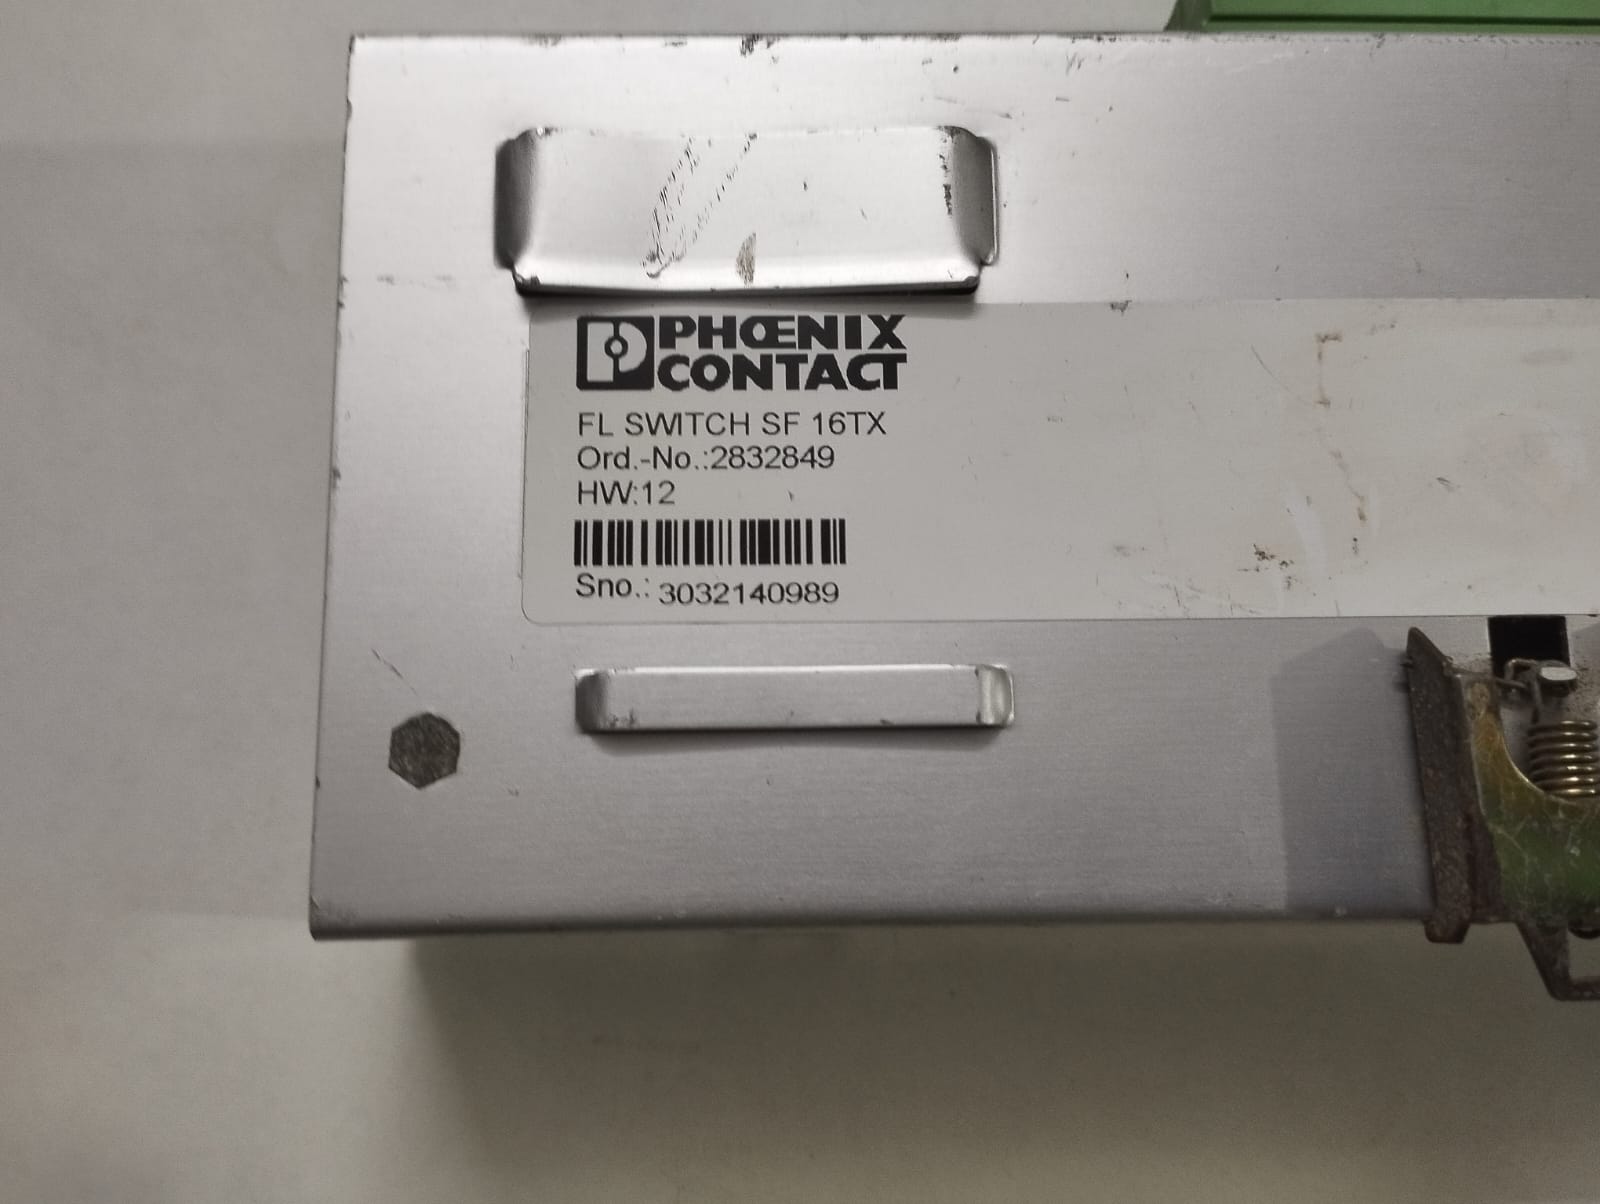 PHŒNIX
CONTACT
FL SWITCH SF 16TX
Ord.-No.:2832849
HW:12
Sno.: 3032140989